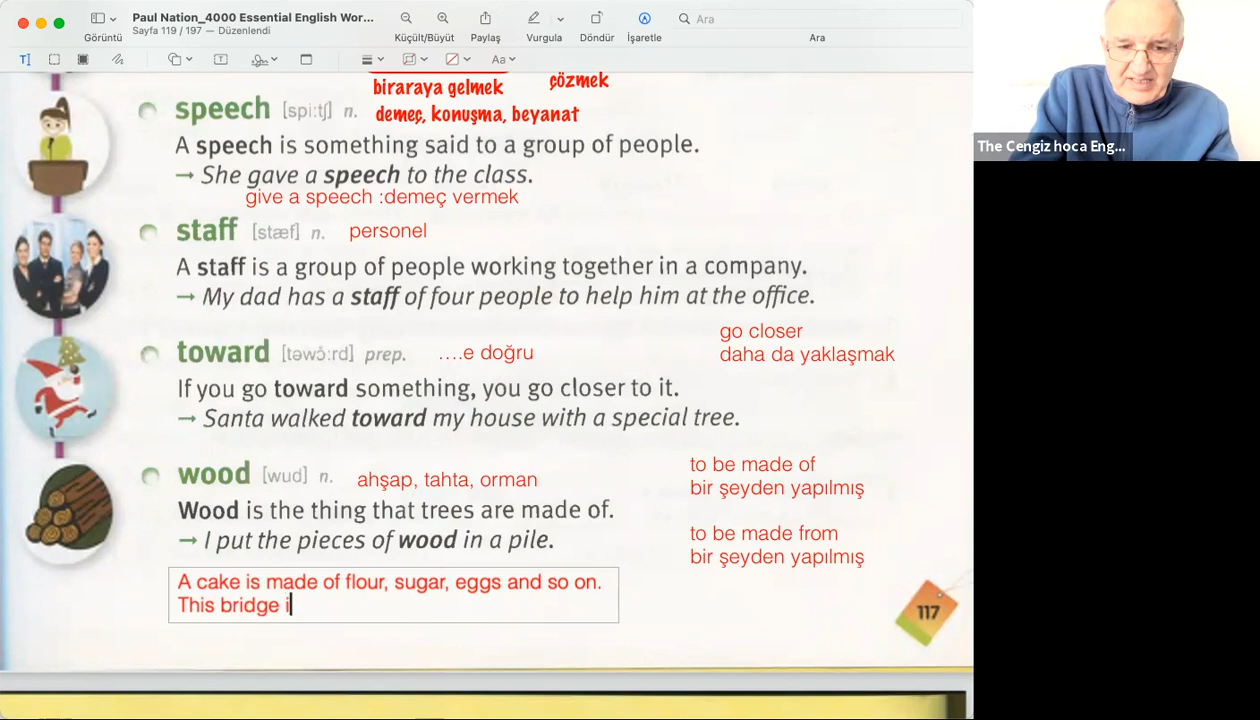 Paul Nation_4000 Essential English Wor...
Sayfa 119 / 197 — Düzenlendi
Görüntü
Küçült/Büyüt
Paylaş
Vurgula
Döndür
İşaretle
Ara
Ara
Aa
biraraya gelmek
çözmek
speech [spi:tʃ] n. demeç, konuşma, beyanat
A speech is something said to a group of people.
→ She gave a speech to the class.
give a speech :demeç vermek
staff [stæf] n. personel
A staff is a group of people working together in a company.
→ My dad has a staff of four people to help him at the office.
go closer
daha da yaklaşmak
toward [təwɔ́:rd] prep. ....e doğru
If you go toward something, you go closer to it.
→ Santa walked toward my house with a special tree.
wood [wud] n. ahşap, tahta, orman
Wood is the thing that trees are made of.
→ I put the pieces of wood in a pile.
to be made of
bir şeyden yapılmış
to be made from
bir şeyden yapılmış
A cake is made of flour, sugar, eggs and so on.
This bridge i
117
The Cengiz hoca Eng...